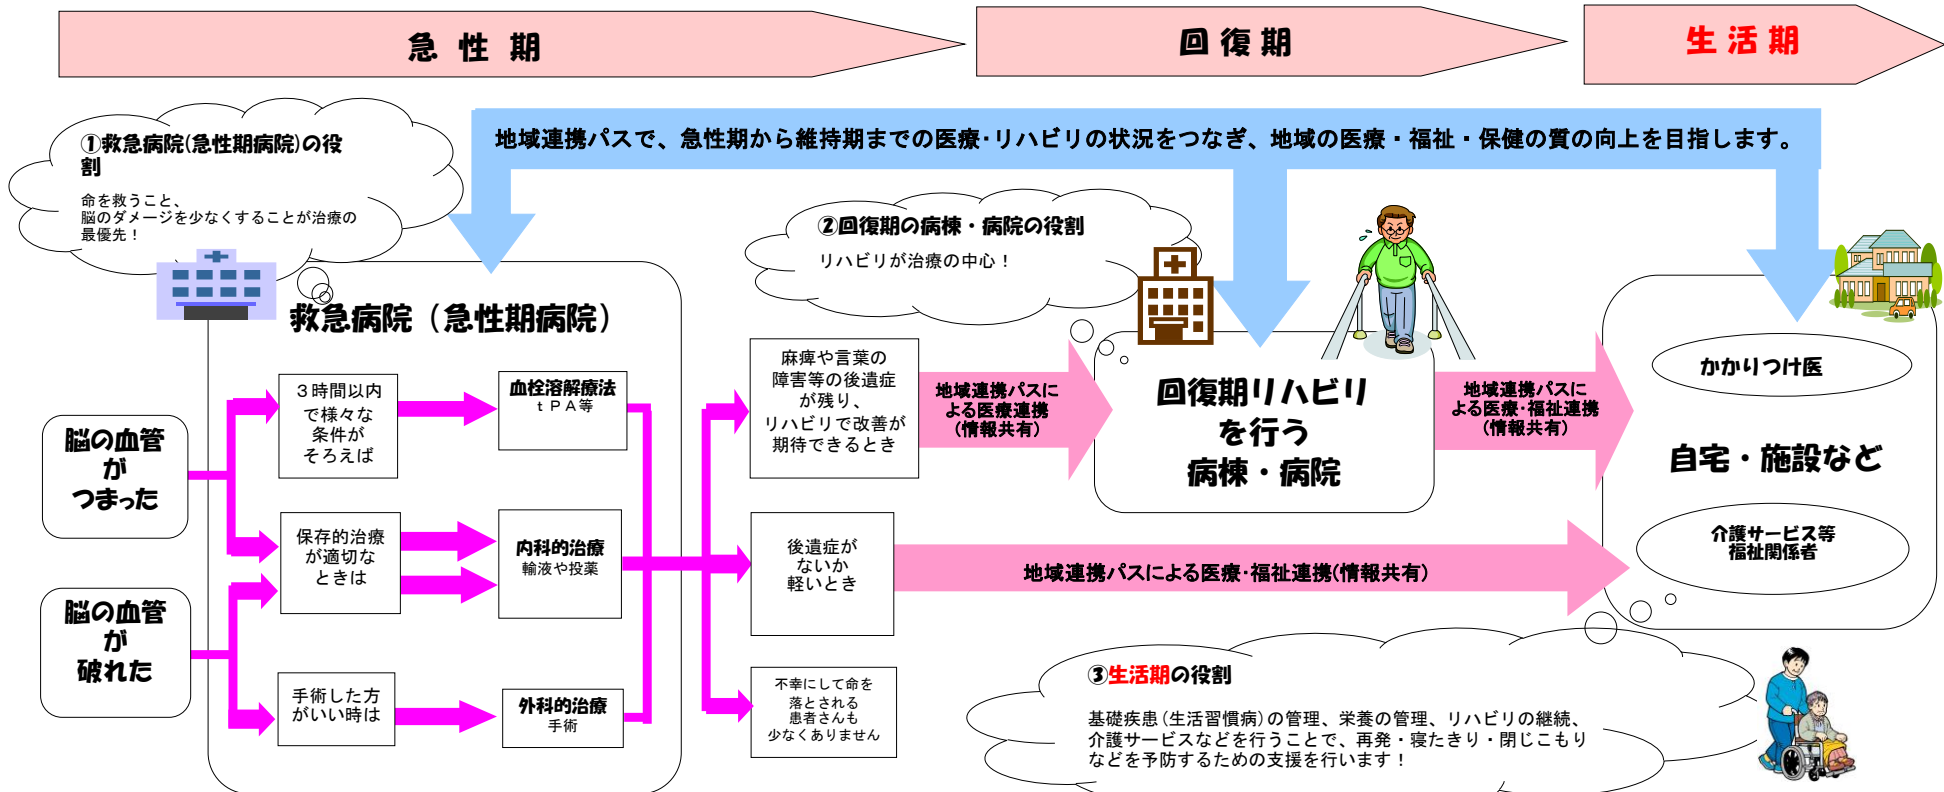 急性期
回復期
生活期
地域連携パスで、急性期から維持期までの医療・リハビリの状況をつなぎ、地域の医療・福祉・保健の質の向上を目指します。
①救急病院(急性期病院)の役
割
命を救うこと、
脳のダメージを少なくすることが治療の
最優先！
②回復期の病棟・病院の役割
リハビリが治療の中心！
救急病院（急性期病院）
脳の血管
が
つまった
脳の血管
が
破れた
３時間以内
で様々な
条件が
そろえば
血栓溶解療法
ｔＰＡ等
保存的治療
が適切な
ときは
内科的治療
輸液や投薬
手術した方
がいい時は
外科的治療
手術
麻痺や言葉の
障害等の後遺症
が残り、
リハビリで改善が
期待できるとき
後遺症が
ないか
軽いとき
不幸にして命を
落とされる
患者さんも
少なくありません
地域連携パスに
よる医療連携
(情報共有)
回復期リハビリ
を行う
病棟・病院
地域連携パスに
よる医療・福祉連携
(情報共有)
地域連携パスによる医療・福祉連携(情報共有)
かかりつけ医
自宅・施設など
介護サービス等
福祉関係者
③生活期の役割
基礎疾患(生活習慣病)の管理、栄養の管理、リハビリの継続、
介護サービスなどを行うことで、再発・寝たきり・閉じこもり
などを予防するための支援を行います！